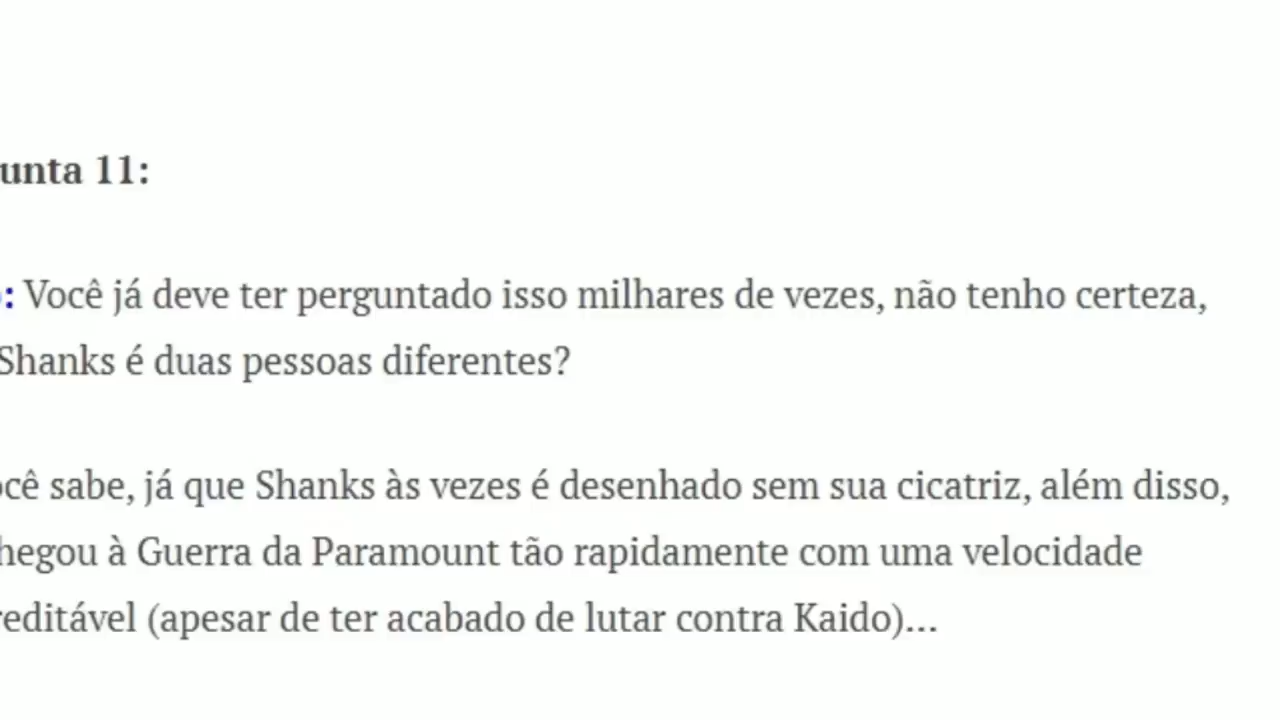 unta 11:
: Você já deve ter perguntado isso milhares de vezes, não tenho certeza,
Shanks é duas pessoas diferentes?
ocê sabe, já que Shanks às vezes é desenhado sem sua cicatriz, além disso,
hegou à Guerra da Paramount tão rapidamente com uma velocidade
reditável (apesar de ter acabado de lutar contra Kaido)...